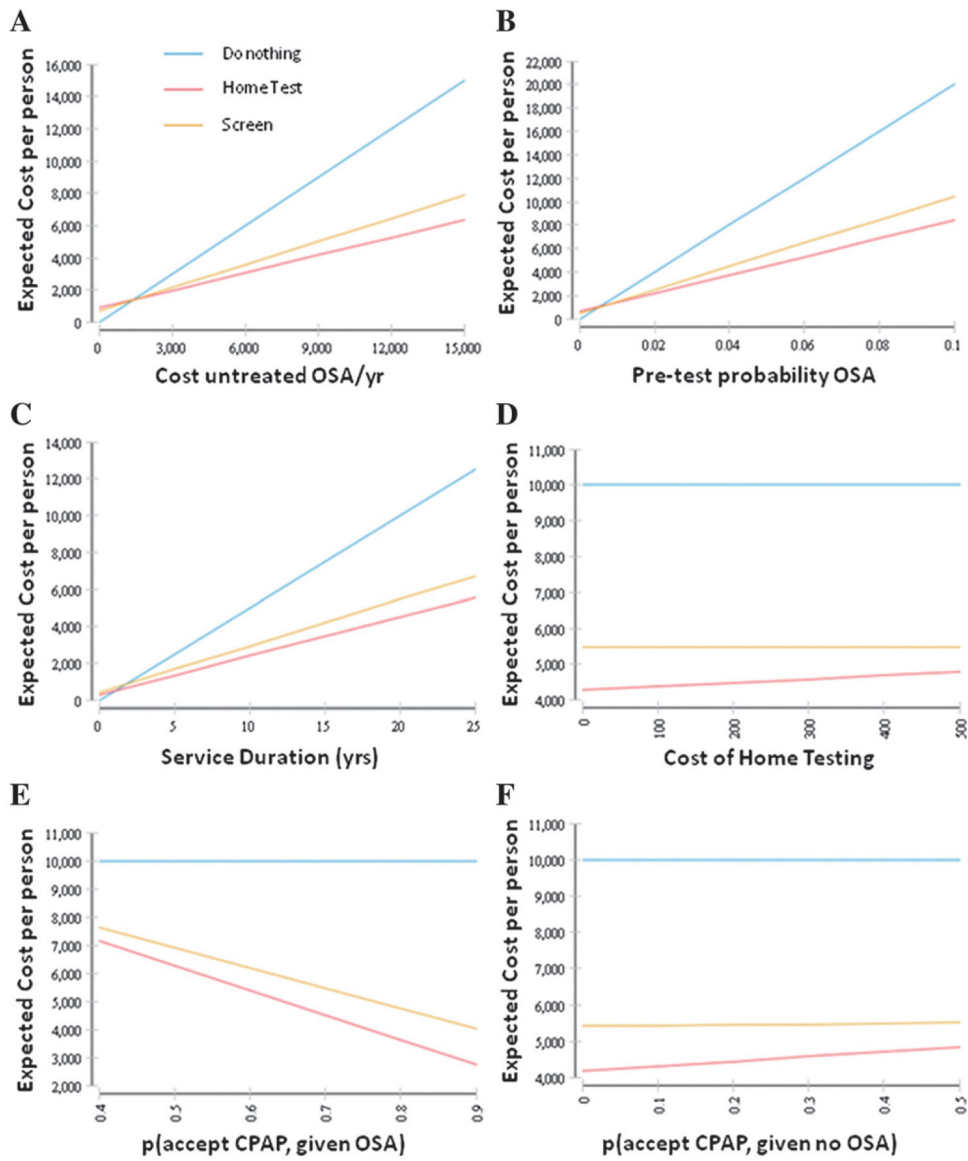 A
Do nothing
Home Test
Screen
Expected Cost per person
16,000
14,000
12,000
10,000
8,000
6,000
4,000
2,000
0
0 3,000 6,000 9,000 12,000 15,000
Cost untreated OSA/yr
B
Expected Cost per person
22,000
20,000
18,000
16,000
14,000
12,000
10,000
8,000
6,000
4,000
2,000
0
0 0.02 0.04 0.06 0.08 0.1
Pre-test probability OSA
C
Expected Cost per person
14,000
12,000
10,000
8,000
6,000
4,000
2,000
0
0 5 10 15 20 25
Service Duration (yrs)
D
Expected Cost per person
11,000
10,000
9,000
8,000
7,000
6,000
5,000
4,000
0 100 200 300 400 500
Cost of Home Testing
E
Expected Cost per person
11,000
10,000
9,000
8,000
7,000
6,000
5,000
4,000
3,000
2,000
0.4 0.5 0.6 0.7 0.8 0.9
p(accept CPAP, given OSA)
F
Expected Cost per person
11,000
10,000
9,000
8,000
7,000
6,000
5,000
4,000
0 0.1 0.2 0.3 0.4 0.5
p(accept CPAP, given no OSA)